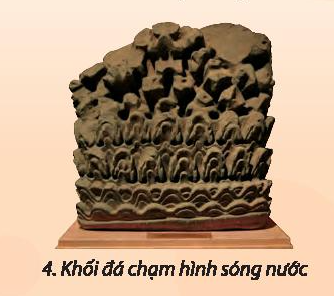 4. Khối đá chạm hình sóng nước